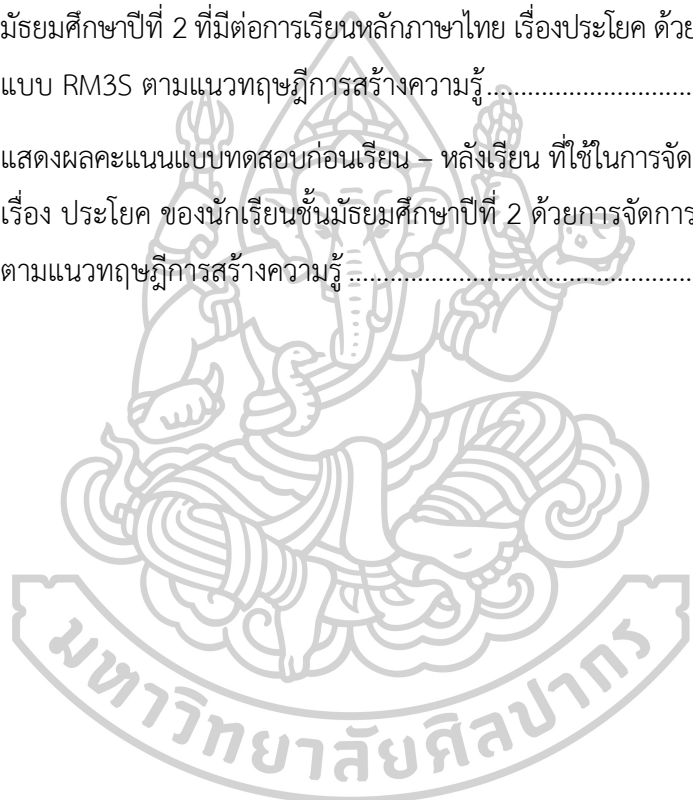 มัธยมศึกษาปีที่ 2 ที่มีต่อการเรียนหลักภาษาไทย เรื่องประโยค ด้วย
แบบ RM3S ตามแนวทฤษฎีการสร้างความรู้..............................
แสดงผลคะแนนแบบทดสอบก่อนเรียน – หลังเรียน ที่ใช้ในการจัด
เรื่อง ประโยค ของนักเรียนชั้นมัธยมศึกษาปีที่ 2 ด้วยการจัดการ
ตามแนวทฤษฎีการสร้างความรู้ ..................................................
มหาวิทยาลัยศิลปากร